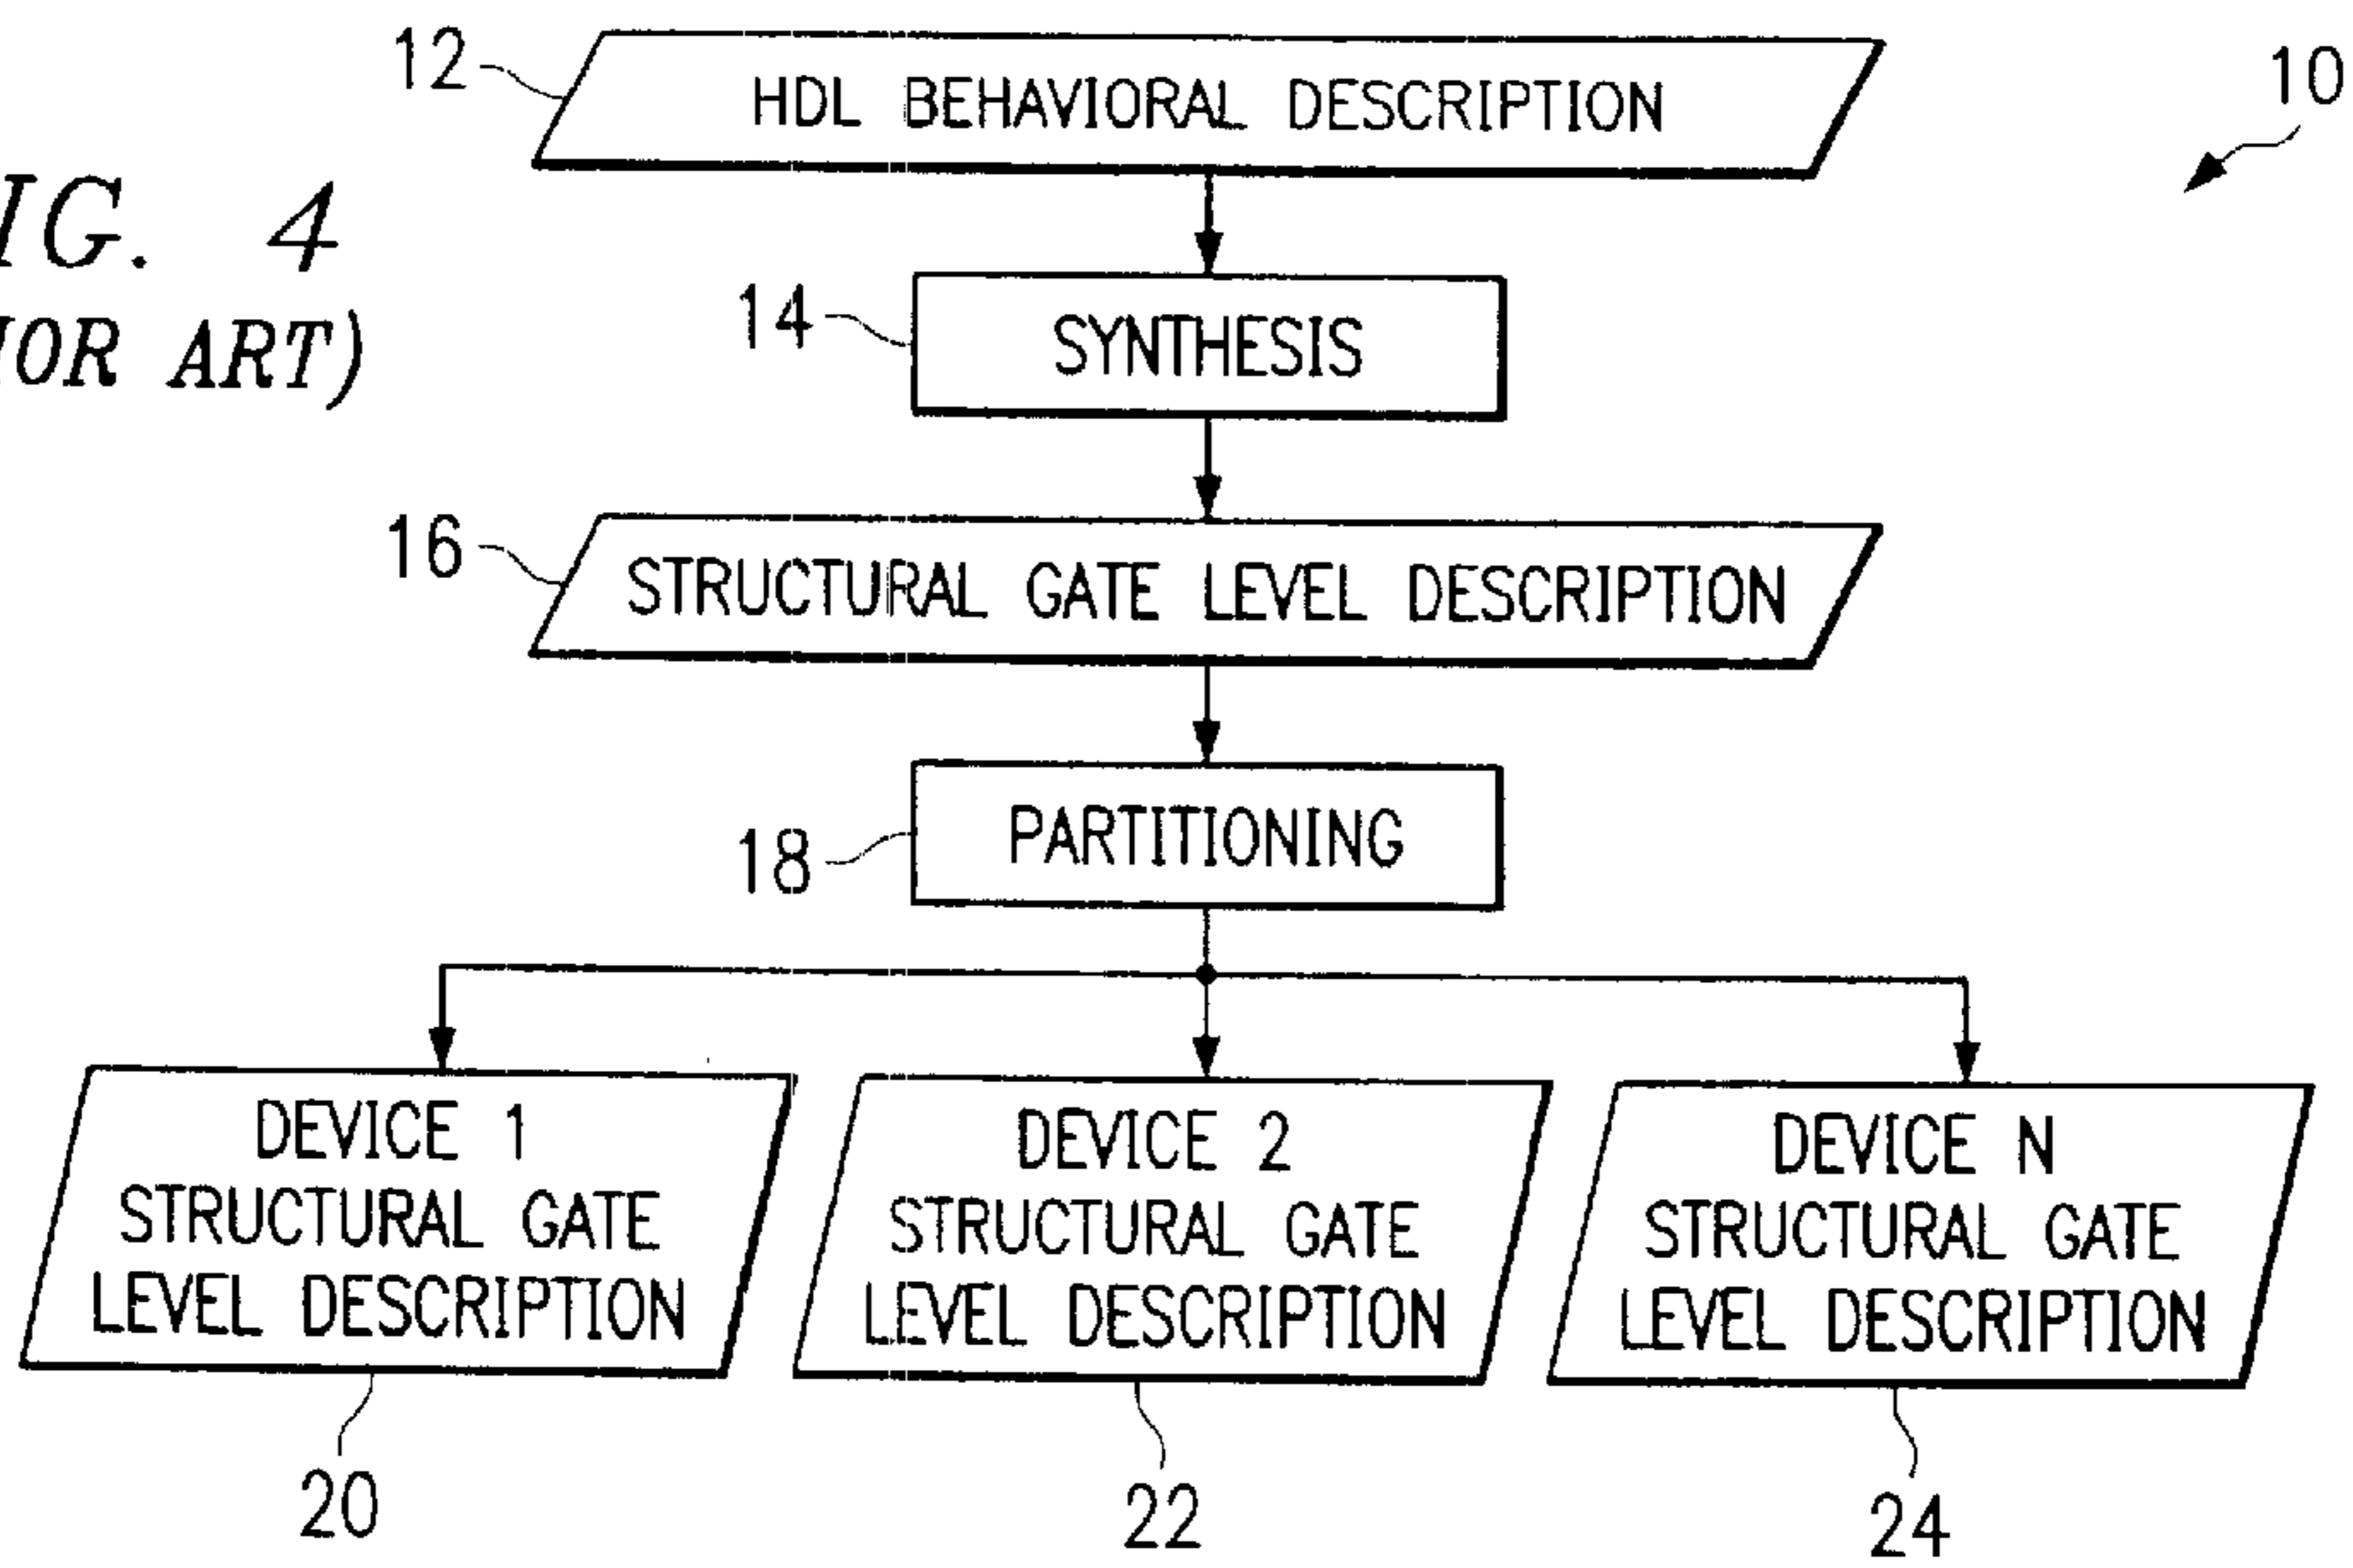 12
HDL BEHAVIORAL DESCRIPTION
10
IG. 4
IOR ART)
14
SYNTHESIS
16
STRUCTURAL GATE LEVEL DESCRIPTION
18
PARTITIONING
DEVICE 1
STRUCTURAL GATE
LEVEL DESCRIPTION
DEVICE 2
STRUCTURAL GATE
LEVEL DESCRIPTION
DEVICE N
STRUCTURAL GATE
LEVEL DESCRIPTION
20
22
24